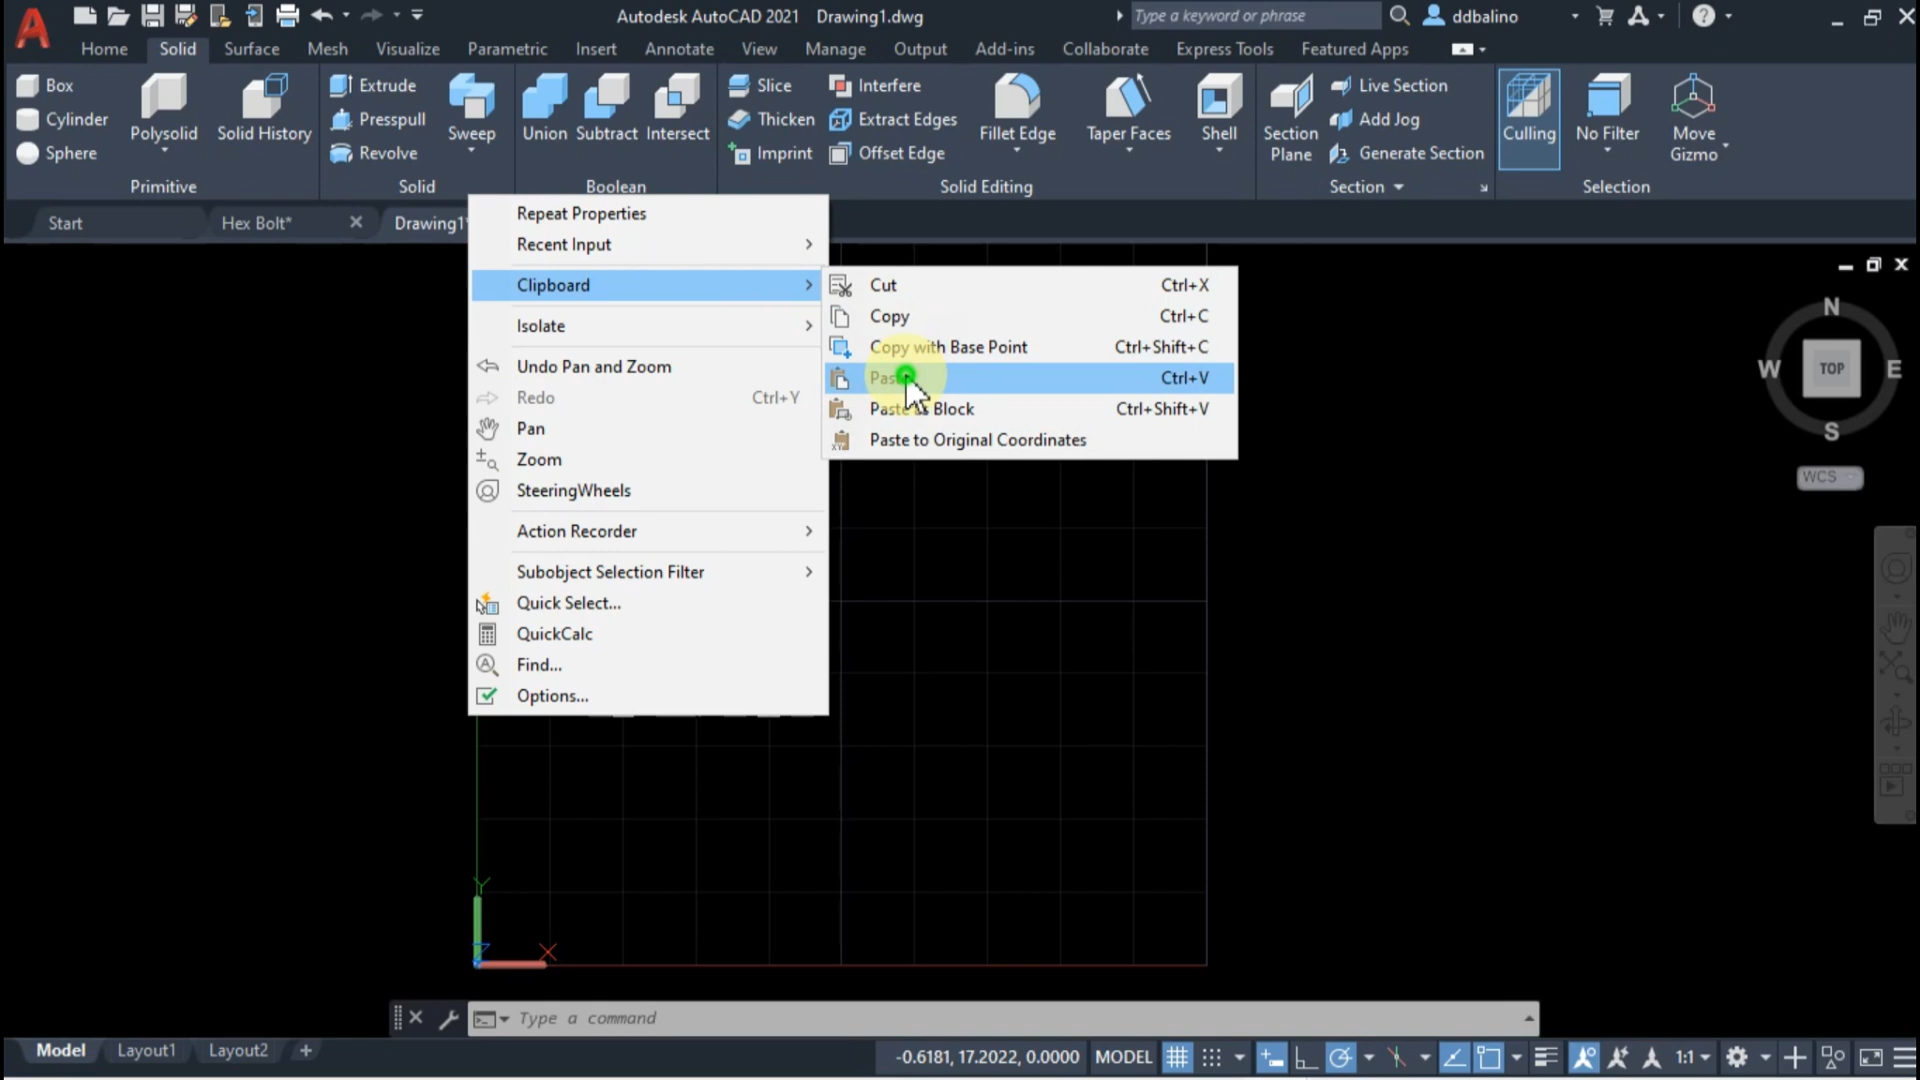 Autodesk AutoCAD 2021 Drawing1.dwg
Type a keyword or phrase
ddbalino
Home Solid Surface Mesh Visualize Parametric Insert Annotate View Manage Output Add-ins Collaborate Express Tools Featured Apps
Box
Cylinder
Sphere
Polysolid
Solid History
Primitive
Extrude
Presspull
Revolve
Sweep
Solid
Union Subtract Intersect
Boolean
Slice
Thicken
Imprint
Interfere
Extract Edges
Offset Edge
Fillet Edge
Taper Faces
Shell
Solid Editing
Section
Plane
Live Section
Add Jog
Generate Section
Section
Culling
No Filter
Move
Gizmo
Selection
Start
Hex Bolt*
Drawing1
Repeat Properties
Recent Input
Clipboard
Isolate
Undo Pan and Zoom
Redo Ctrl+Y
Pan
Zoom
SteeringWheels
Action Recorder
Subobject Selection Filter
Quick Select...
QuickCalc
Find...
Options...
Cut Ctrl+X
Copy Ctrl+C
Copy with Base Point Ctrl+Shift+C
Paste Ctrl+V
Paste as Block Ctrl+Shift+V
Paste to Original Coordinates
N
W
TOP
E
S
WCS
Y
X
Type a command
Model Layout1 Layout2 +
-0.6181, 17.2022, 0.0000 MODEL
1:1